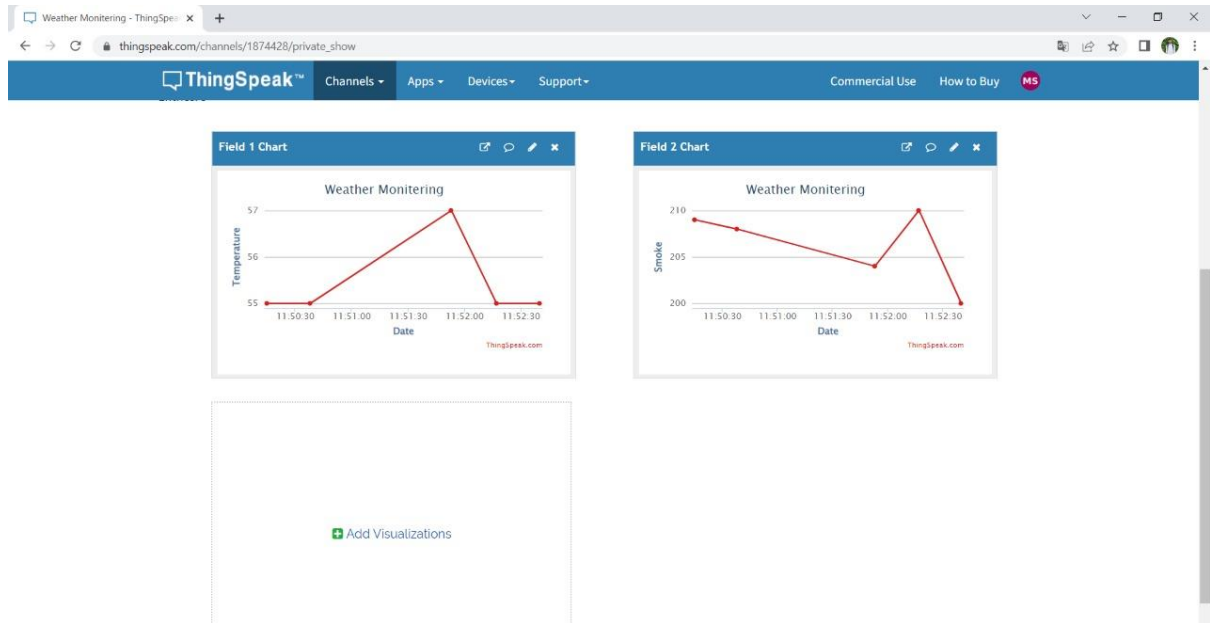 Weather Monitering - ThingSpea
thingspeak.com/channels/1874428/private_show
ThingSpeak™ Channels Apps Devices Support Commercial Use How to Buy MS
Field 1 Chart
Weather Monitering
57
56
55
Temperature
11:50:30 11:51:00 11:51:30 11:52:00 11:52:30
Date
ThingSpeak.com
Field 2 Chart
Weather Monitering
210
205
200
Smoke
11:50:30 11:51:00 11:51:30 11:52:00 11:52:30
Date
ThingSpeak.com
Add Visualizations